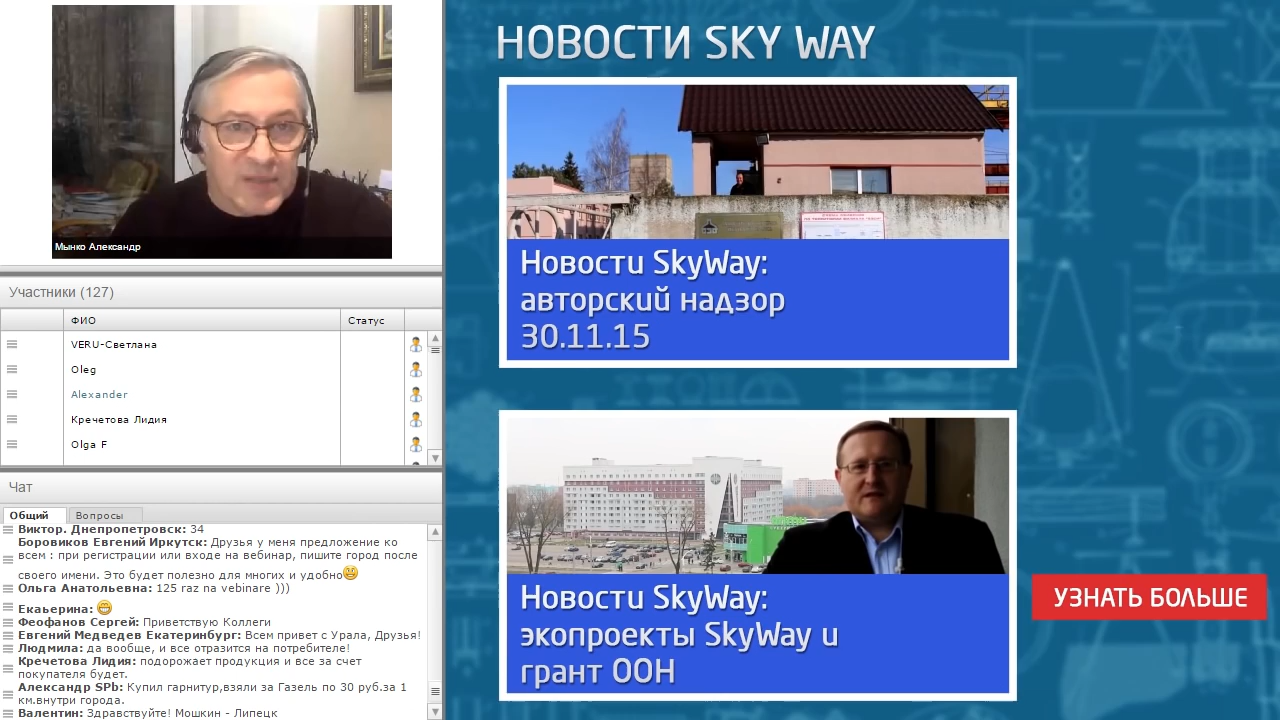 Мынко Александр
Участники (127)
ФИО
Статус
VERU-Светлана
Oleg
Alexander
Кречетова Лидия
Olga F
Чат
Общий
Вопросы
Виктор. Днепропетровск: 34
Боровиков Евгений Иркутск: Друзья у меня предложение ко
всем : при регистрации или входе на вебинар, пишите город после
своего имени. Это будет полезно для многих и удобно
Ольга Анатольевна: 125 raz na vebinare )))
Екаьерина:
Феофанов Сергей: Приветствую Коллеги
Евгений Медведев Екатеринбург: Всем привет с Урала, Друзья!
Людмила: да вообще, и все отразится на потребителе!
Кречетова Лидия: подорожает продукция и все за счет
покупателя будет.
Александр SPb: Купил гарнитур,взяли за Газель по 30 руб.за 1
км.внутри города.
Валентин: Здравствуйте! Мошкин - Липецк
НОВОСТИ SKY WAY
Новости SkyWay:
авторский надзор
30.11.15
Новости SkyWay:
экопроекты SkyWay и
грант ООН
УЗНАТЬ БОЛЬШЕ